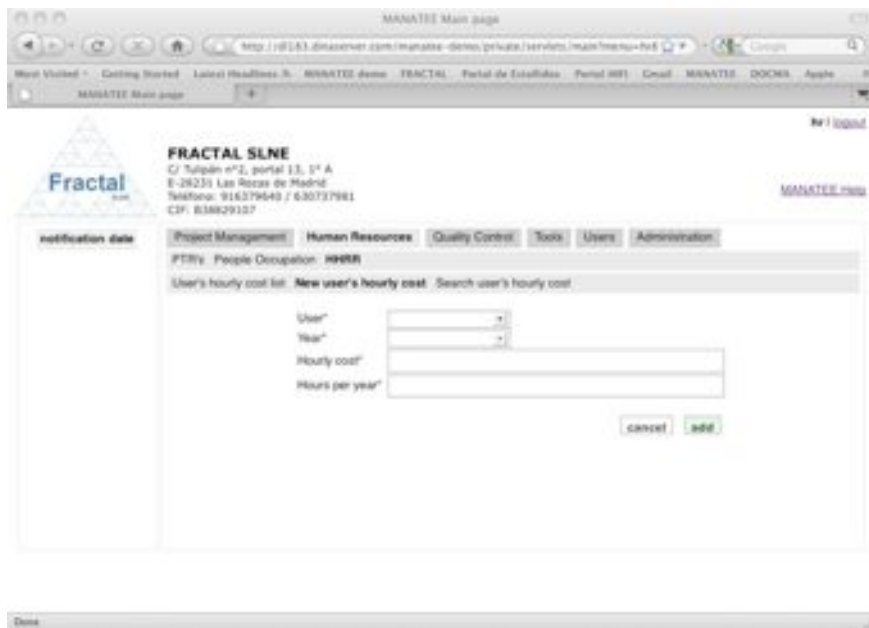 MANATEE Main page
Most Visited Getting Started Latest Headlines MANATEE demo FRACTAL Portal de Estadillos Portal WIFI Gmail MANATEE DOCMA Apple
MANATEE Main page
hr | logout
Fractal
SLNE
FRACTAL SLNE
C/ Tulipán nº2, portal 13, 1º A
E-28231 Las Rozas de Madrid
Teléfono: 916379640 / 630737981
MANATEE Help
notification date
Project Management Human Resources Quality Control Tools Users Administration
PTR's People Occupation HHRR
User's hourly cost list New user's hourly cost Search user's hourly cost
User*
Year*
Hourly cost*
Hours per year*
cancel add
Done